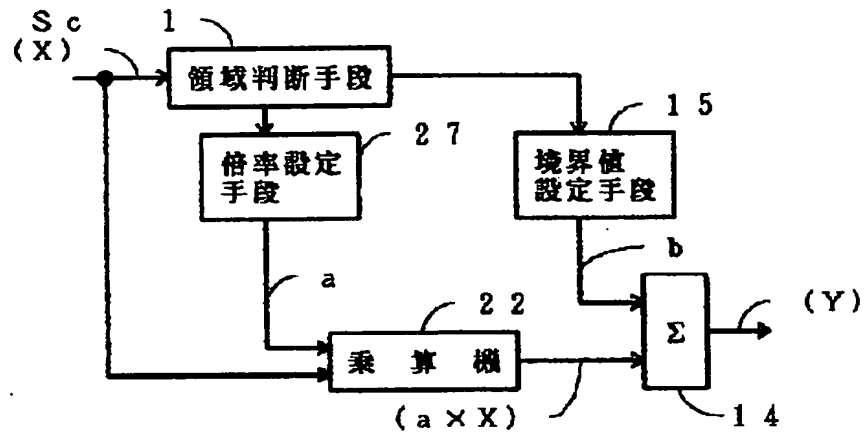 Sc
(X)
1
領域判断手段
27
倍率設定
手段
15
境界値
設定手段
a
b
22
乗算機
(a×X)
Σ
(Y)
14